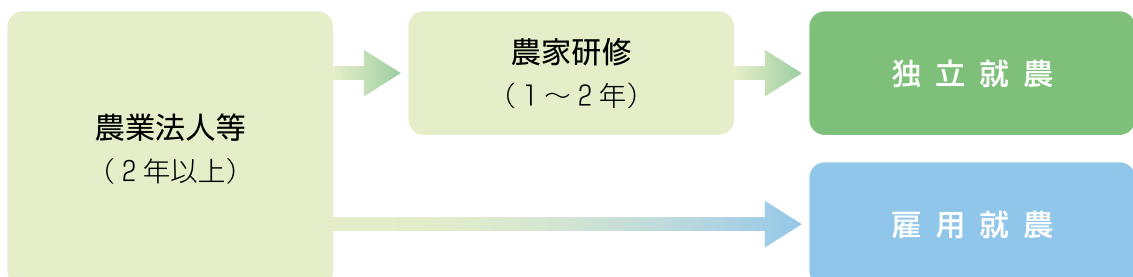 農業法人等
（２年以上）
農家研修
（１～２年）
独立就農
雇用就農